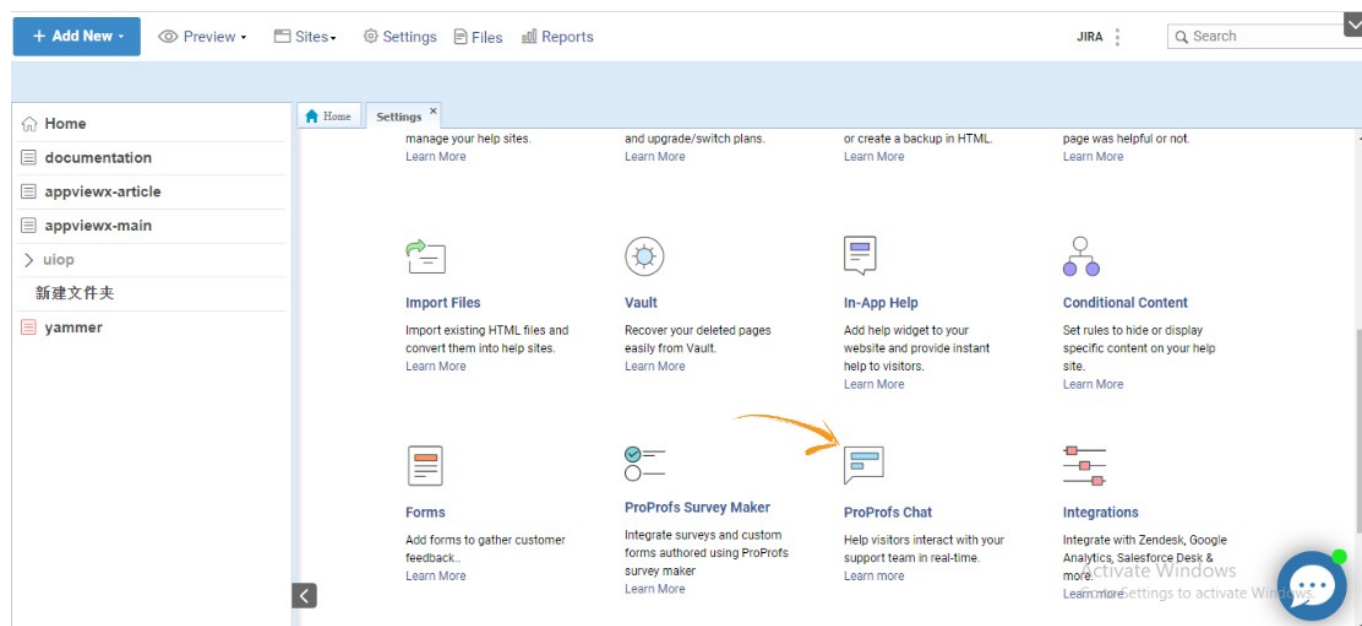 + Add New
Preview
Sites
Settings
Files
Reports
JIRA
Search
Home
documentation
appviewx-article
appviewx-main
uiop
新建文件夹
yammer
Home
Settings ×
manage your help sites.
Learn More
and upgrade/switch plans.
Learn More
or create a backup in HTML.
Learn More
page was helpful or not.
Learn More
Import Files
Import existing HTML files and
convert them into help sites.
Learn More
Vault
Recover your deleted pages
easily from Vault.
Learn More
In-App Help
Add help widget to your
website and provide instant
help to visitors.
Learn More
Conditional Content
Set rules to hide or display
specific content on your help
site.
Learn More
Forms
Add forms to gather customer
feedback..
Learn More
ProProfs Survey Maker
Integrate surveys and custom
forms authored using ProProfs
survey maker
Learn More
ProProfs Chat
Help visitors interact with your
support team in real-time.
Learn more
Integrations
Integrate with Zendesk, Google
Analytics, Salesforce Desk &
more.
Learn more
Activate Windows
Go to Settings to activate Windows.